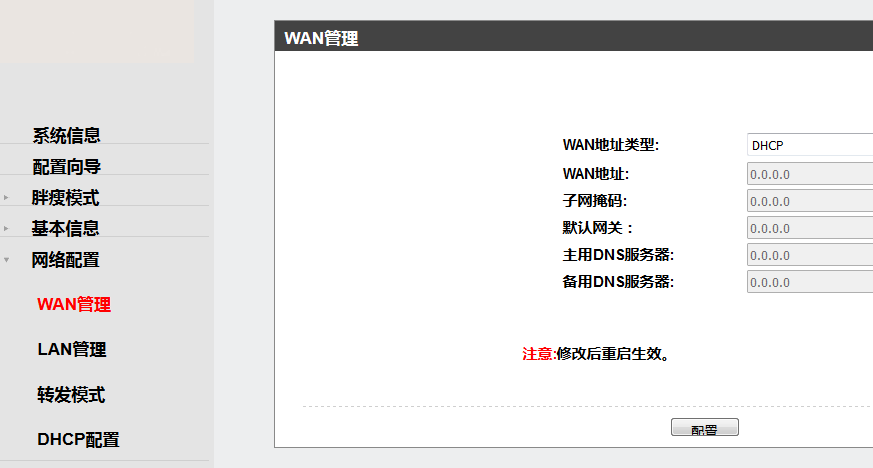 系统信息
配置向导
胖瘦模式
基本信息
网络配置
WAN管理
LAN管理
转发模式
DHCP配置
WAN管理
WAN地址类型: DHCP
WAN地址: 0.0.0.0
子网掩码: 0.0.0.0
默认网关： 0.0.0.0
主用DNS服务器: 0.0.0.0
备用DNS服务器: 0.0.0.0
注意:修改后重启生效。
配置